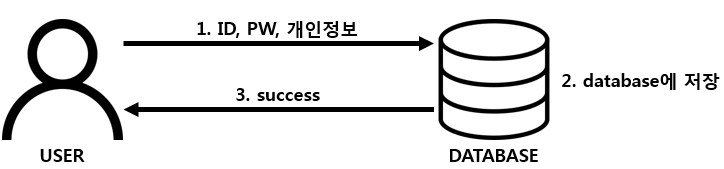 1. ID, PW, 개인정보
2. database에 저장
3. success
USER
DATABASE